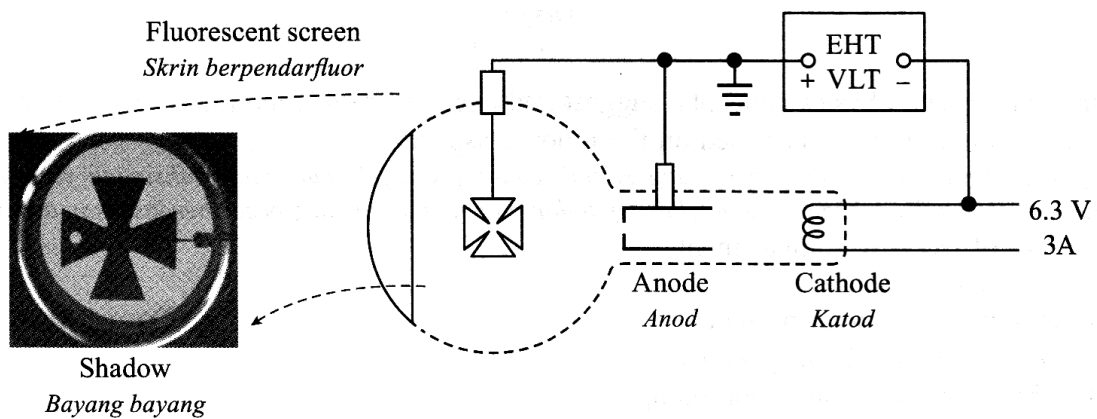 Fluorescent screen
Skrin berpendarfluor
EHT
+ VLT –
6.3 V
3A
Anode
Anod
Cathode
Katod
Shadow
Bayang bayang